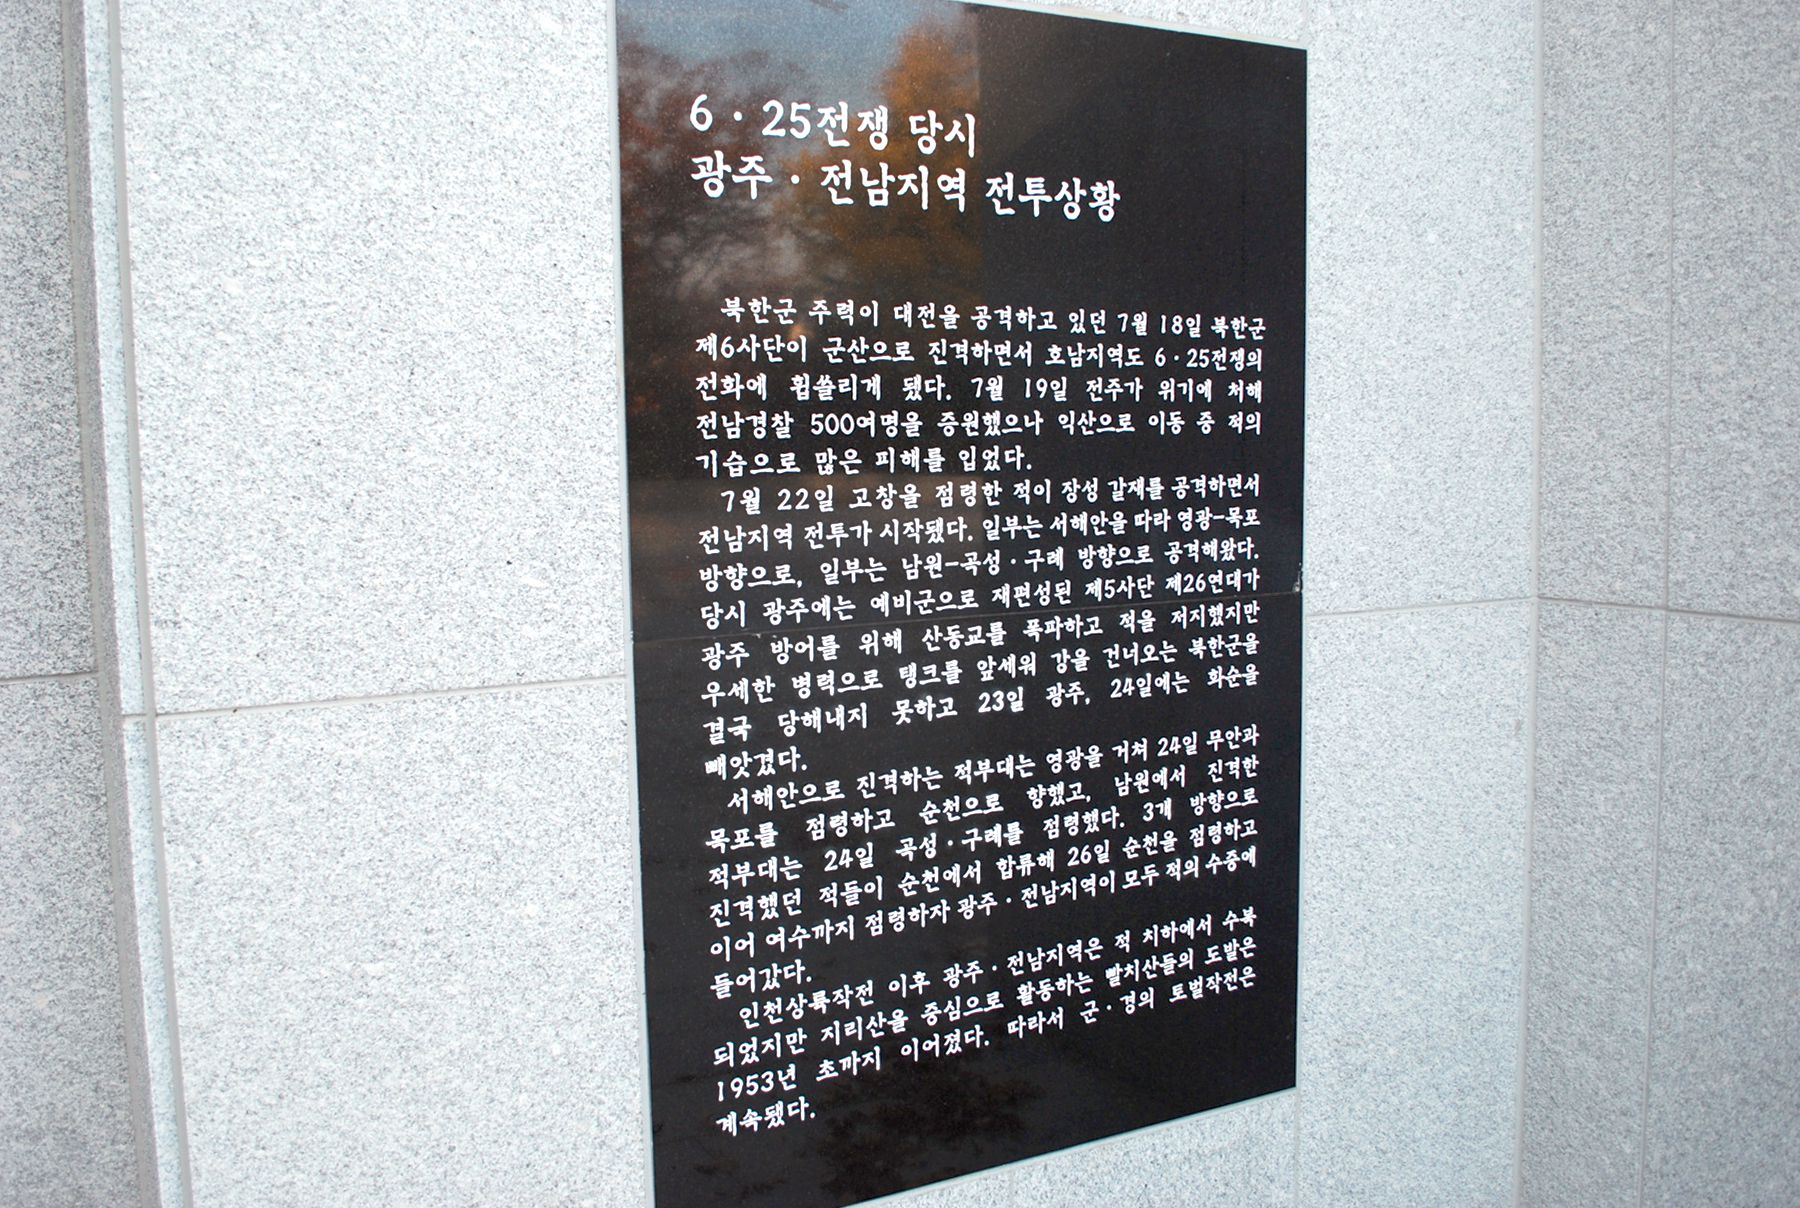 6·25전쟁 당시
광주·전남지역 전투상황
북한군 주력이 대전을 공격하고 있던 7월 18일 북한군
제6사단이 군산으로 진격하면서 호남지역도 6·25전쟁의
전화에 휩쓸리게 됐다. 7월 19일 전주가 위기에 처해
전남경찰 500여명을 증원했으나 익산으로 이동 중 적의
기습으로 많은 피해를 입었다.
7월 22일 고창을 점령한 적이 장성 갈재를 공격하면서
전남지역 전투가 시작됐다. 일부는 서해안을 따라 영광-목포
방향으로, 일부는 남원-곡성·구례 방향으로 공격해왔다.
당시 광주에는 예비군으로 재편성된 제5사단 제26연대가
광주 방어를 위해 산동교를 폭파하고 적을 저지했지만
우세한 병력으로 탱크를 앞세워 강을 건너오는 북한군을
결국 당해내지 못하고 23일 광주, 24일에는 화순을
빼앗겼다.
서해안으로 진격하는 적부대는 영광을 거쳐 24일 무안과
목포를 점령하고 순천으로 향했고, 남원에서 진격한
적부대는 24일 곡성·구례를 점령했다. 3개 방향으로
진격했던 적들이 순천에서 합류해 26일 순천을 점령하고
이어 여수까지 점령하자 광주·전남지역이 모두 적의 수중에
들어갔다.
인천상륙작전 이후 광주·전남지역은 적 치하에서 수복
되었지만 지리산을 중심으로 활동하는 빨치산들의 도발은
1953년 초까지 이어졌다. 따라서 군·경의 토벌작전은
계속됐다.